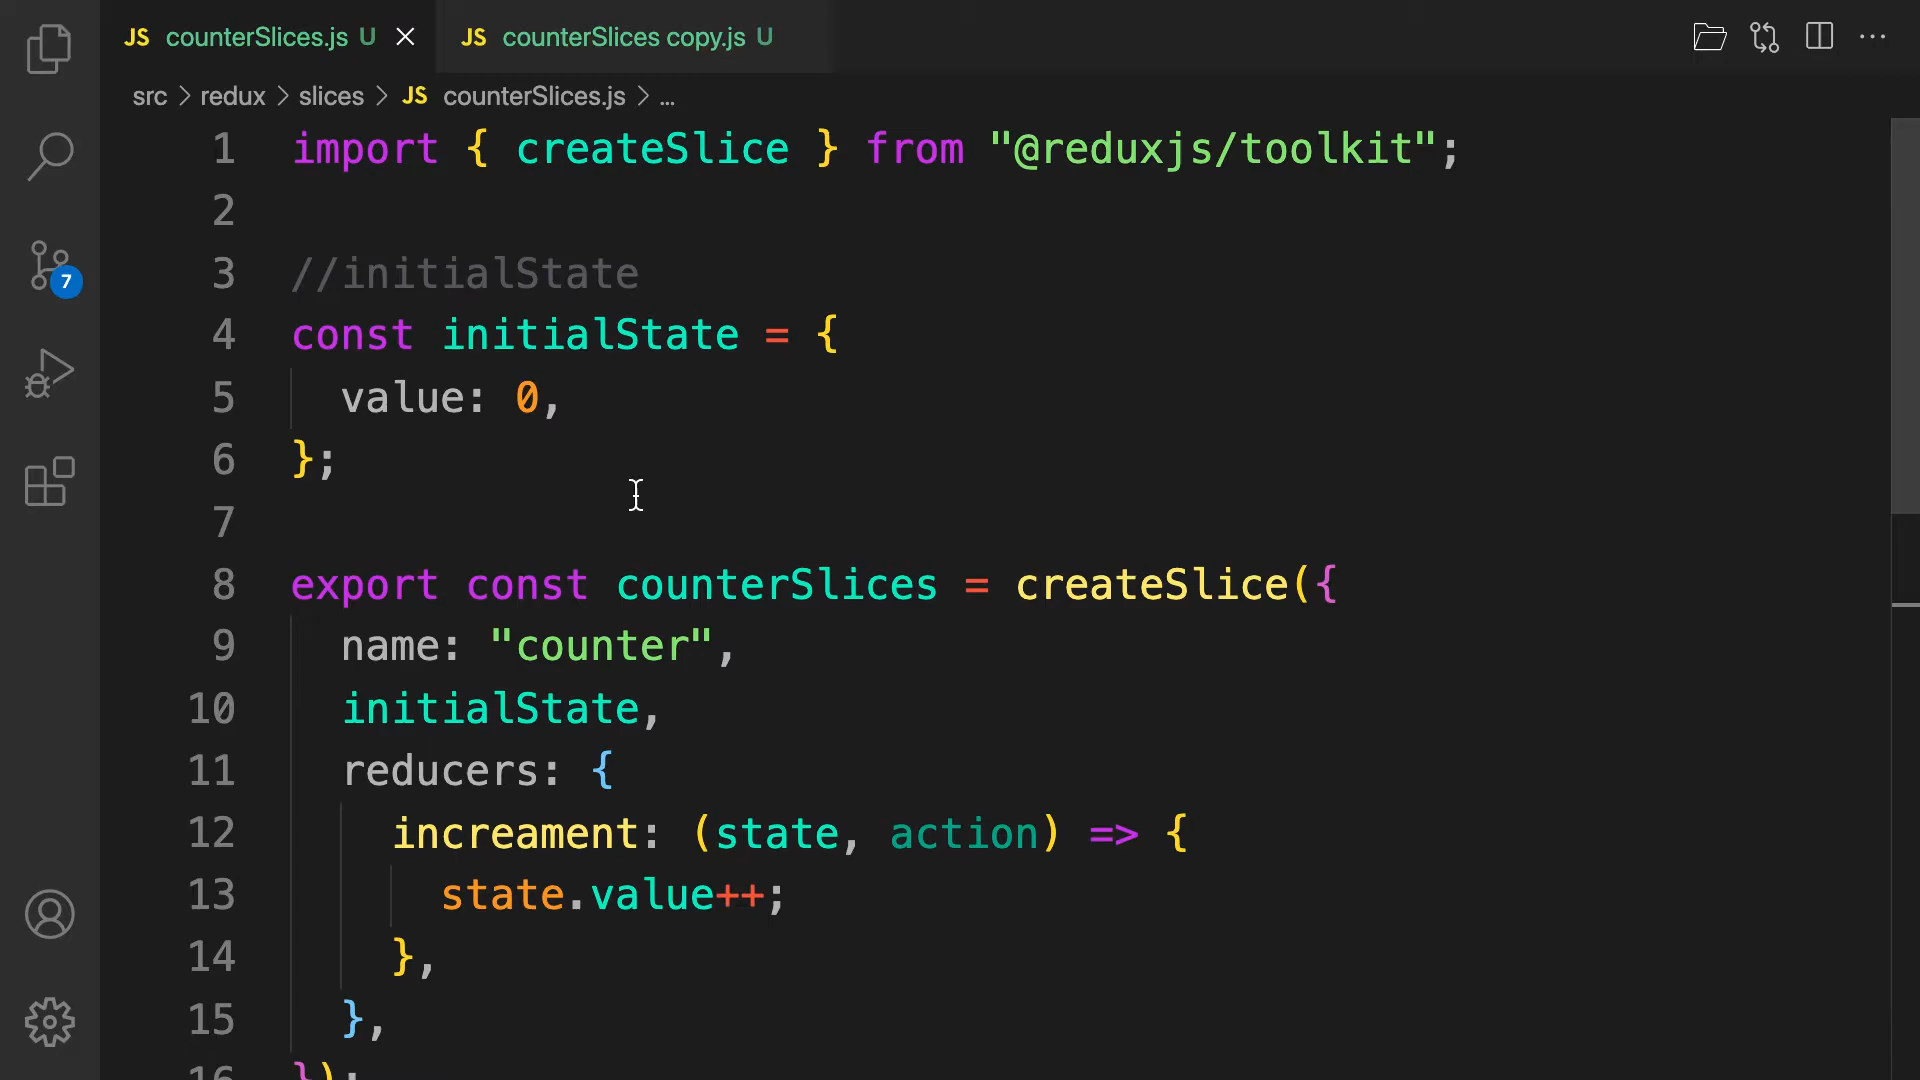 JS counterSlices.js U JS counterSlices copy.js U
src > redux > slices > JS counterSlices.js > ...
1 import { createSlice } from "@reduxjs/toolkit";
2
3 //initialState
4 const initialState = {
5 value: 0,
6 };
7
8 export const counterSlices = createSlice({
9 name: "counter",
10 initialState,
11 reducers: {
12 increament: (state, action) => {
13 state.value++;
14 },
15 },
16 });
7